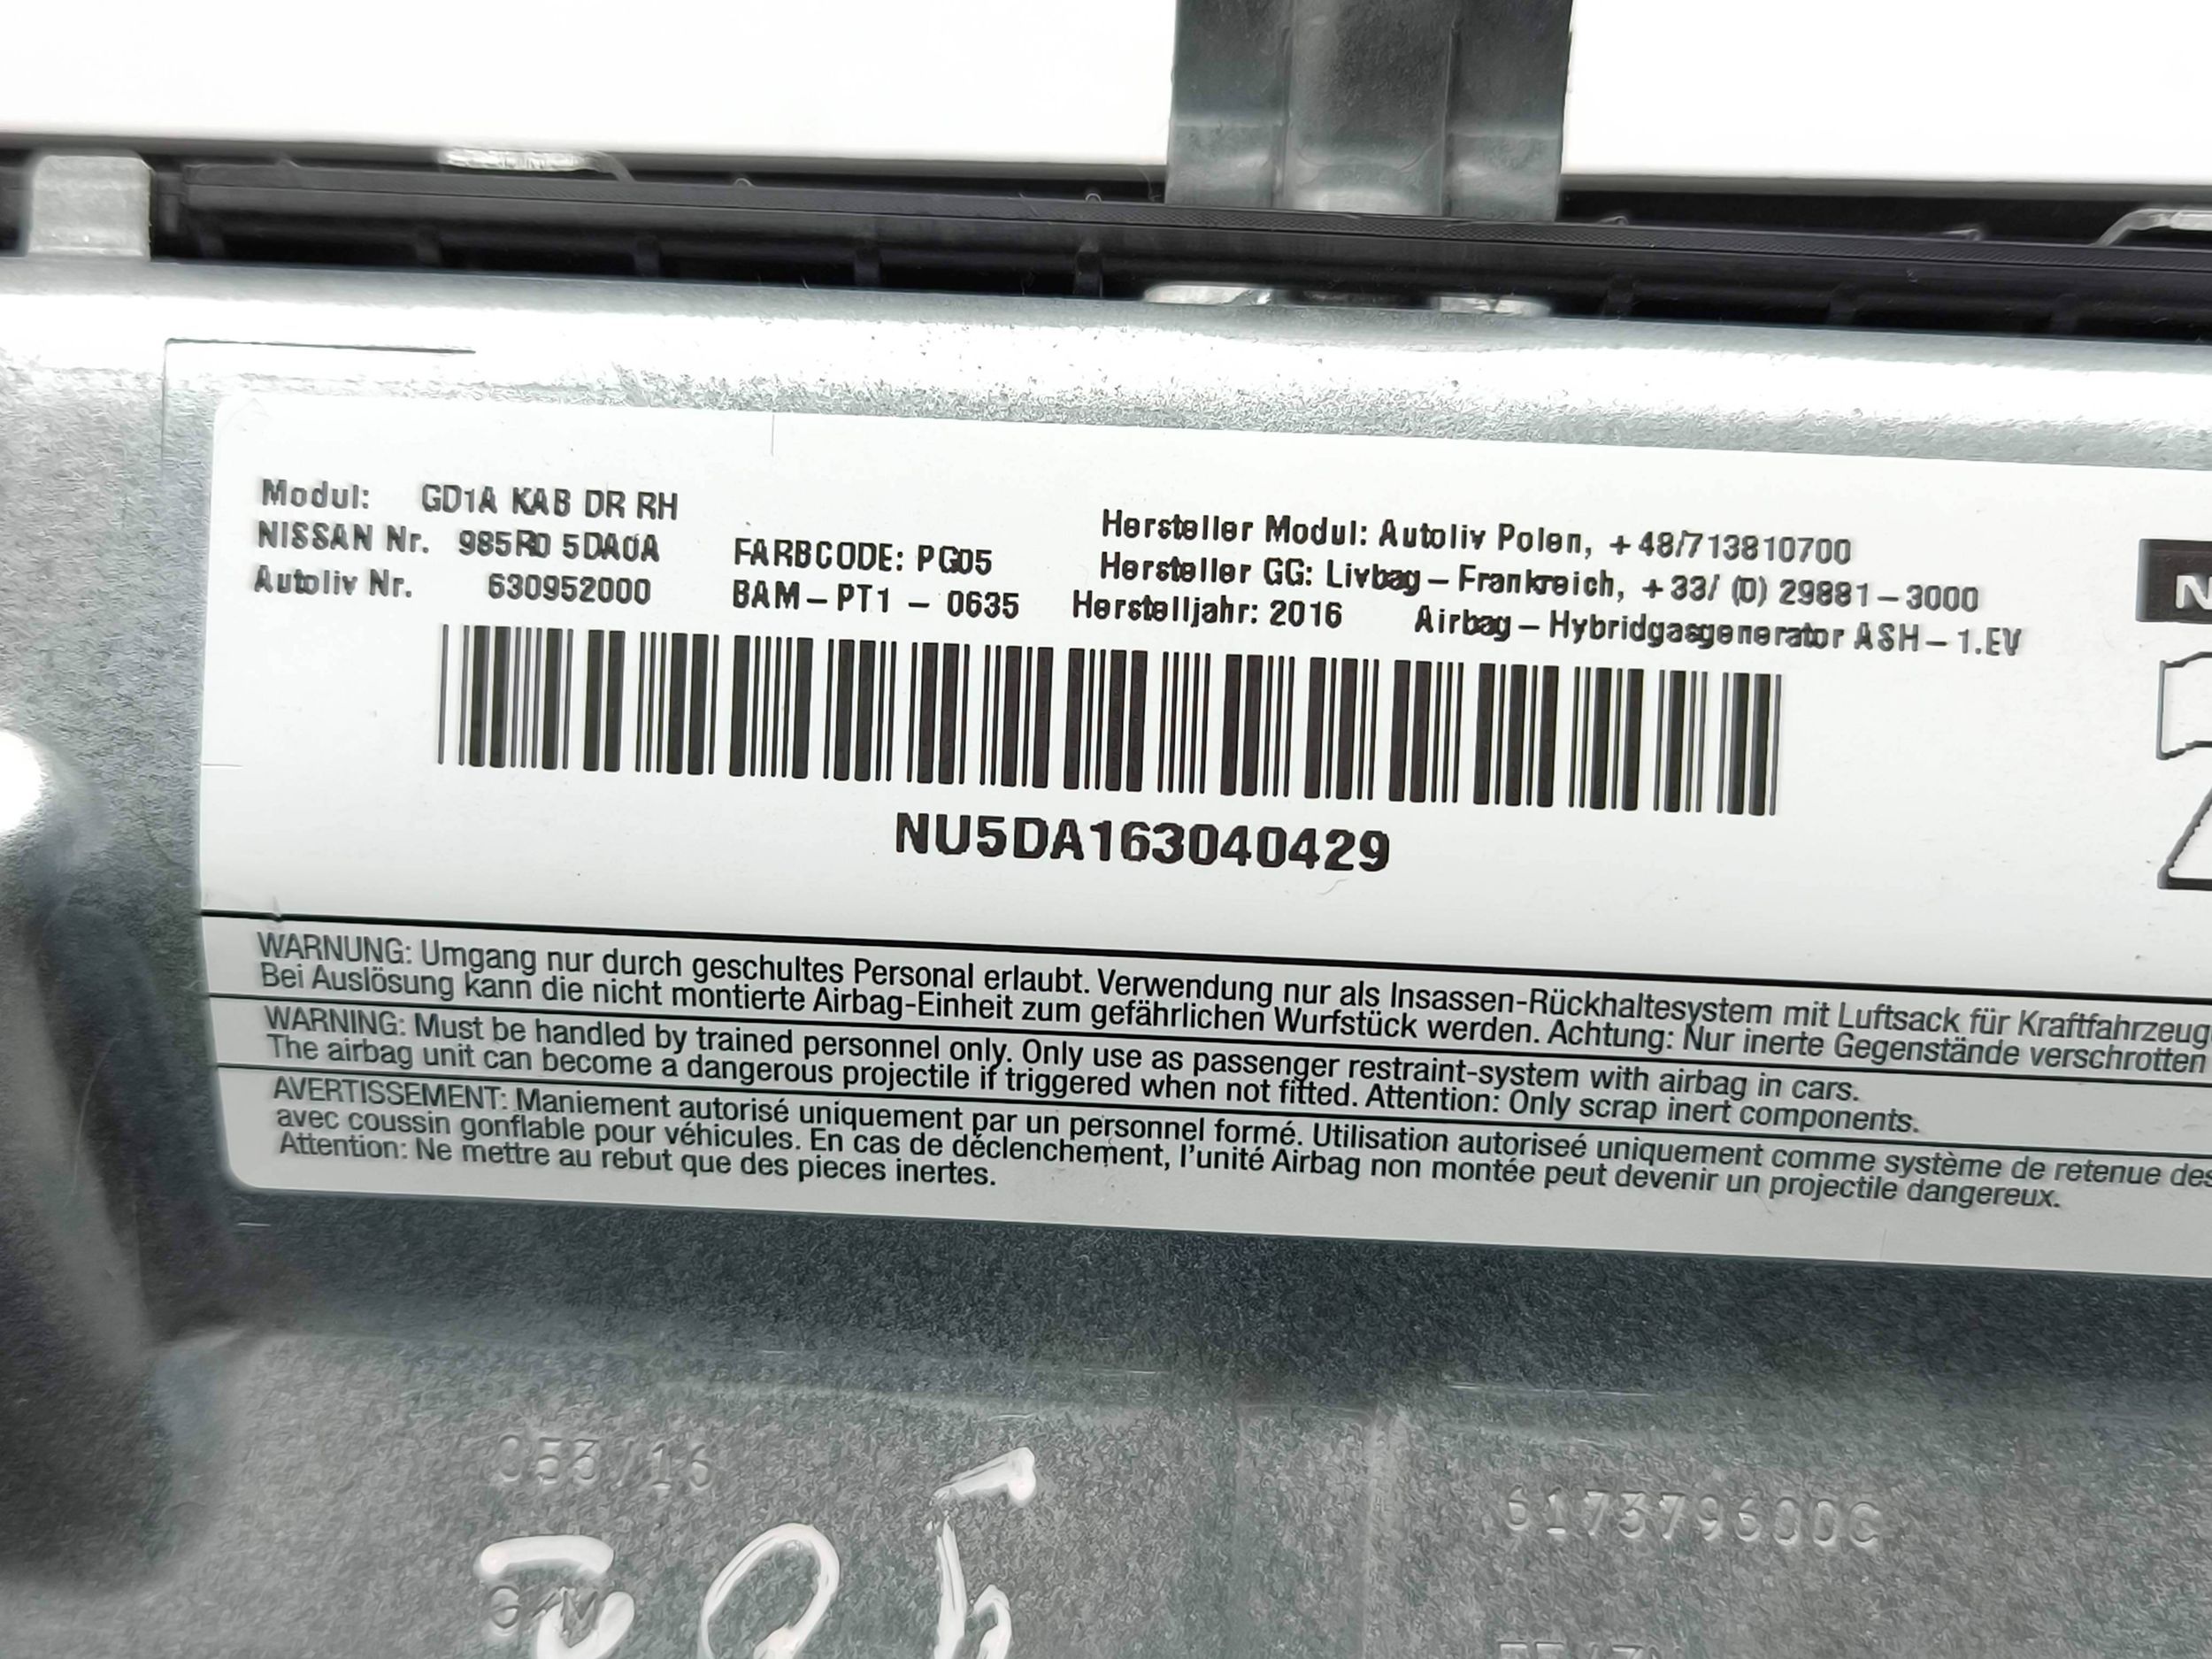 Modul: GD1A KAB DR RH
NISSAN Nr. 985R0 5DA0A
Autoliv Nr. 630952000
FARBCODE: PG05
BAM-PT1 - 0635
Hersteller Modul: Autoliv Polen, +48/713810700
Hersteller GG: Livbag-Frankreich, +33/ (0) 29881-3000
Herstelljahr: 2016 Airbag-Hybridgasgenerator ASH-1.EV
NU5DA163040429
WARNUNG: Umgang nur durch geschultes Personal erlaubt. Verwendung nur als Insassen-Rückhaltesystem mit Luftsack für Kraftfahrzeug
Bei Auslösung kann die nicht montierte Airbag-Einheit zum gefährlichen Wurfstück werden. Achtung: Nur inerte Gegenstände verschrotten
WARNING: Must be handled by trained personnel only. Only use as passenger restraint-system with airbag in cars.
The airbag unit can become a dangerous projectile if triggered when not fitted. Attention: Only scrap inert components.
AVERTISSEMENT: Maniement autorisé uniquement par un personnel formé. Utilisation autoriseé uniquement comme système de retenue des
avec coussin gonflable pour véhicules. En cas de déclenchement, l'unité Airbag non montée peut devenir un projectile dangereux.
Attention: Ne mettre au rebut que des pieces inertes.
053/16
617379600C